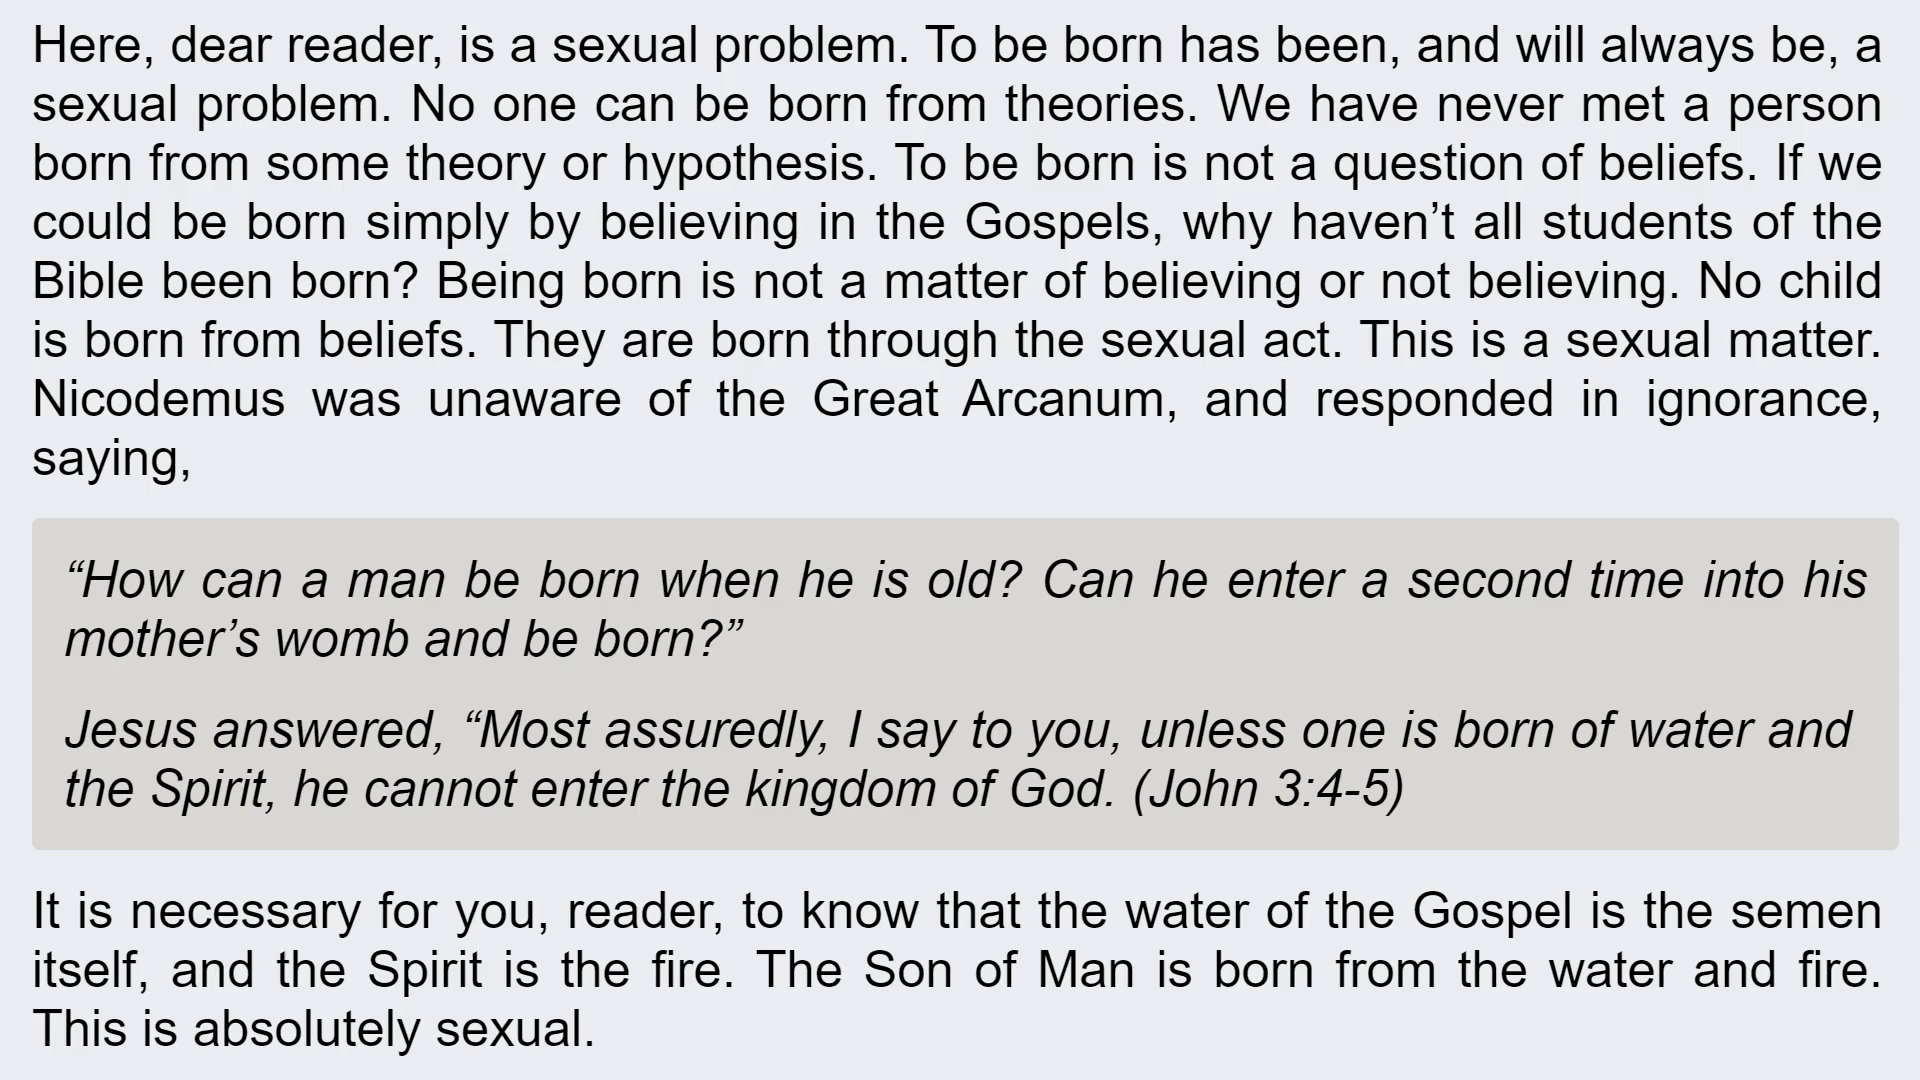 Here, dear reader, is a sexual problem. To be born has been, and will always be, a
sexual problem. No one can be born from theories. We have never met a person
born from some theory or hypothesis. To be born is not a question of beliefs. If we
could be born simply by believing in the Gospels, why haven’t all students of the
Bible been born? Being born is not a matter of believing or not believing. No child
is born from beliefs. They are born through the sexual act. This is a sexual matter.
Nicodemus was unaware of the Great Arcanum, and responded in ignorance,
saying,
“How can a man be born when he is old? Can he enter a second time into his
mother’s womb and be born?”
Jesus answered, “Most assuredly, I say to you, unless one is born of water and
the Spirit, he cannot enter the kingdom of God. (John 3:4-5)
It is necessary for you, reader, to know that the water of the Gospel is the semen
itself, and the Spirit is the fire. The Son of Man is born from the water and fire.
This is absolutely sexual.